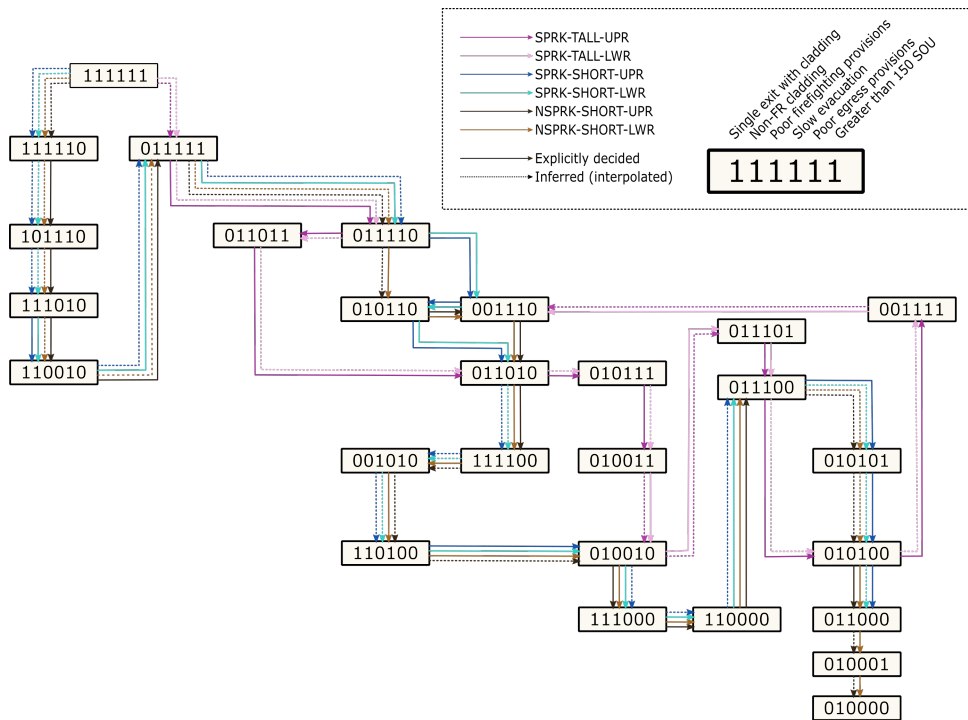 SPRK-TALL-UPR
SPRK-TALL-LWR
SPRK-SHORT-UPR
SPRK-SHORT-LWR
NSPRK-SHORT-UPR
NSPRK-SHORT-LWR
Explicitly decided
Inferred (interpolated)
Single exit with cladding
Non-FR cladding
Poor firefighting provisions
Slow evacuation
Poor egress provisions
Greater than 150 SOU
111111
111111
111110
011111
101110
011011
011110
111010
010110
001110
001111
011101
110010
011010
010111
011100
001010
111100
010011
010101
110100
010010
010100
111000
110000
011000
010001
010000